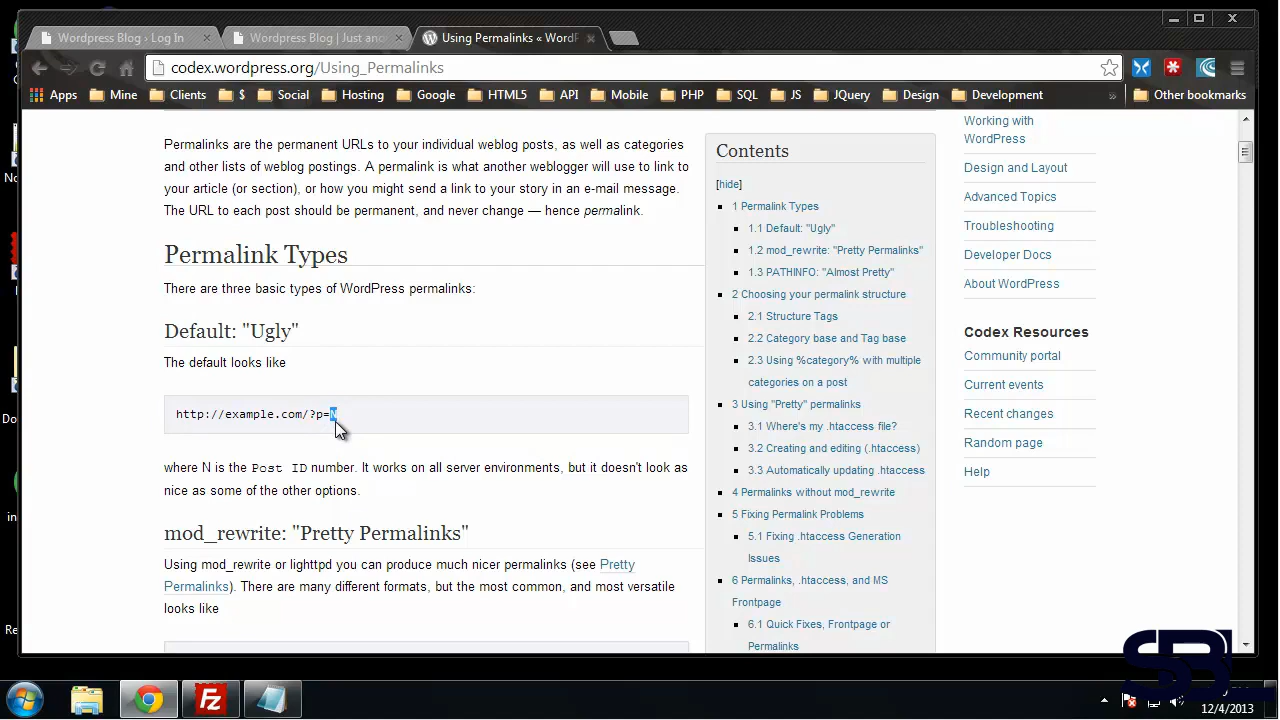 Wordpress Blog › Log In
Wordpress Blog | Just ano
Using Permalinks « WordP
codex.wordpress.org/Using_Permalinks
Apps Mine Clients $ Social Hosting Google HTML5 API Mobile PHP SQL JS JQuery Design Development » Other bookmarks
Permalinks are the permanent URLs to your individual weblog posts, as well as categories
and other lists of weblog postings. A permalink is what another weblogger will use to link to
your article (or section), or how you might send a link to your story in an e-mail message.
The URL to each post should be permanent, and never change — hence permalink.
Permalink Types
There are three basic types of WordPress permalinks:
Default: "Ugly"
The default looks like
http://example.com/?p=N
where N is the Post ID number. It works on all server environments, but it doesn't look as
nice as some of the other options.
mod_rewrite: "Pretty Permalinks"
Using mod_rewrite or lighttpd you can produce much nicer permalinks (see Pretty
Permalinks). There are many different formats, but the most common, and most versatile
looks like
Contents
[hide]
1 Permalink Types
1.1 Default: "Ugly"
1.2 mod_rewrite: "Pretty Permalinks"
1.3 PATHINFO: "Almost Pretty"
2 Choosing your permalink structure
2.1 Structure Tags
2.2 Category base and Tag base
2.3 Using %category% with multiple
categories on a post
3 Using "Pretty" permalinks
3.1 Where's my .htaccess file?
3.2 Creating and editing (.htaccess)
3.3 Automatically updating .htaccess
4 Permalinks without mod_rewrite
5 Fixing Permalink Problems
5.1 Fixing .htaccess Generation
Issues
6 Permalinks, .htaccess, and MS
Frontpage
6.1 Quick Fixes, Frontpage or
Permalinks
Working with
WordPress
Design and Layout
Advanced Topics
Troubleshooting
Developer Docs
About WordPress
Codex Resources
Community portal
Current events
Recent changes
Random page
Help
12/4/2013